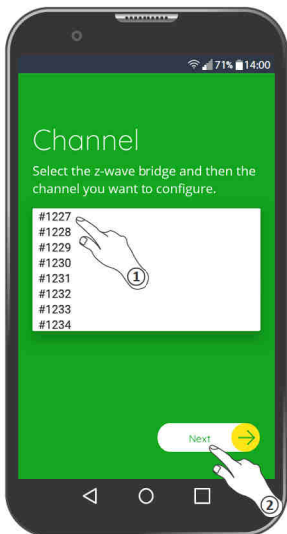 71% 14:00
Channel
Select the z-wave bridge and then the
channel you want to configure.
#1227
#1228
#1229
#1230
#1231
#1232
#1233
#1234
1
Next
2